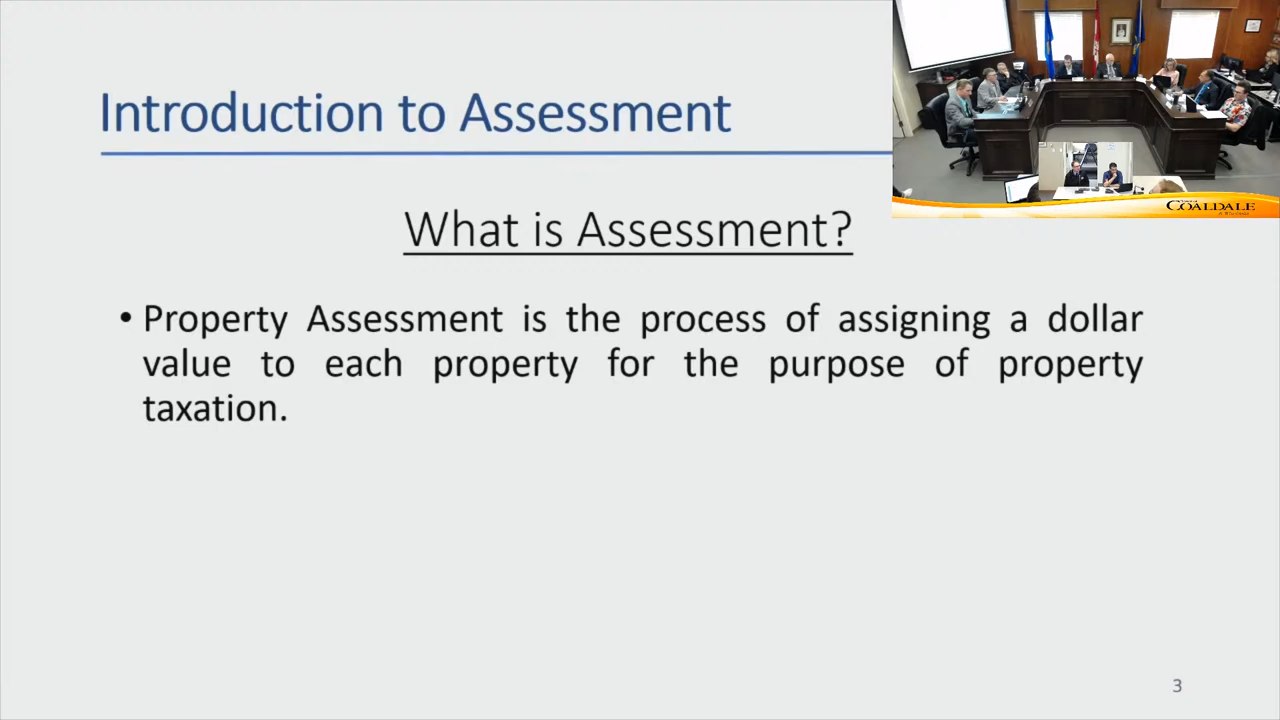 Introduction to Assessment
COALDALE
What is Assessment?
• Property Assessment is the process of assigning a dollar
value to each property for the purpose of property
taxation.
3